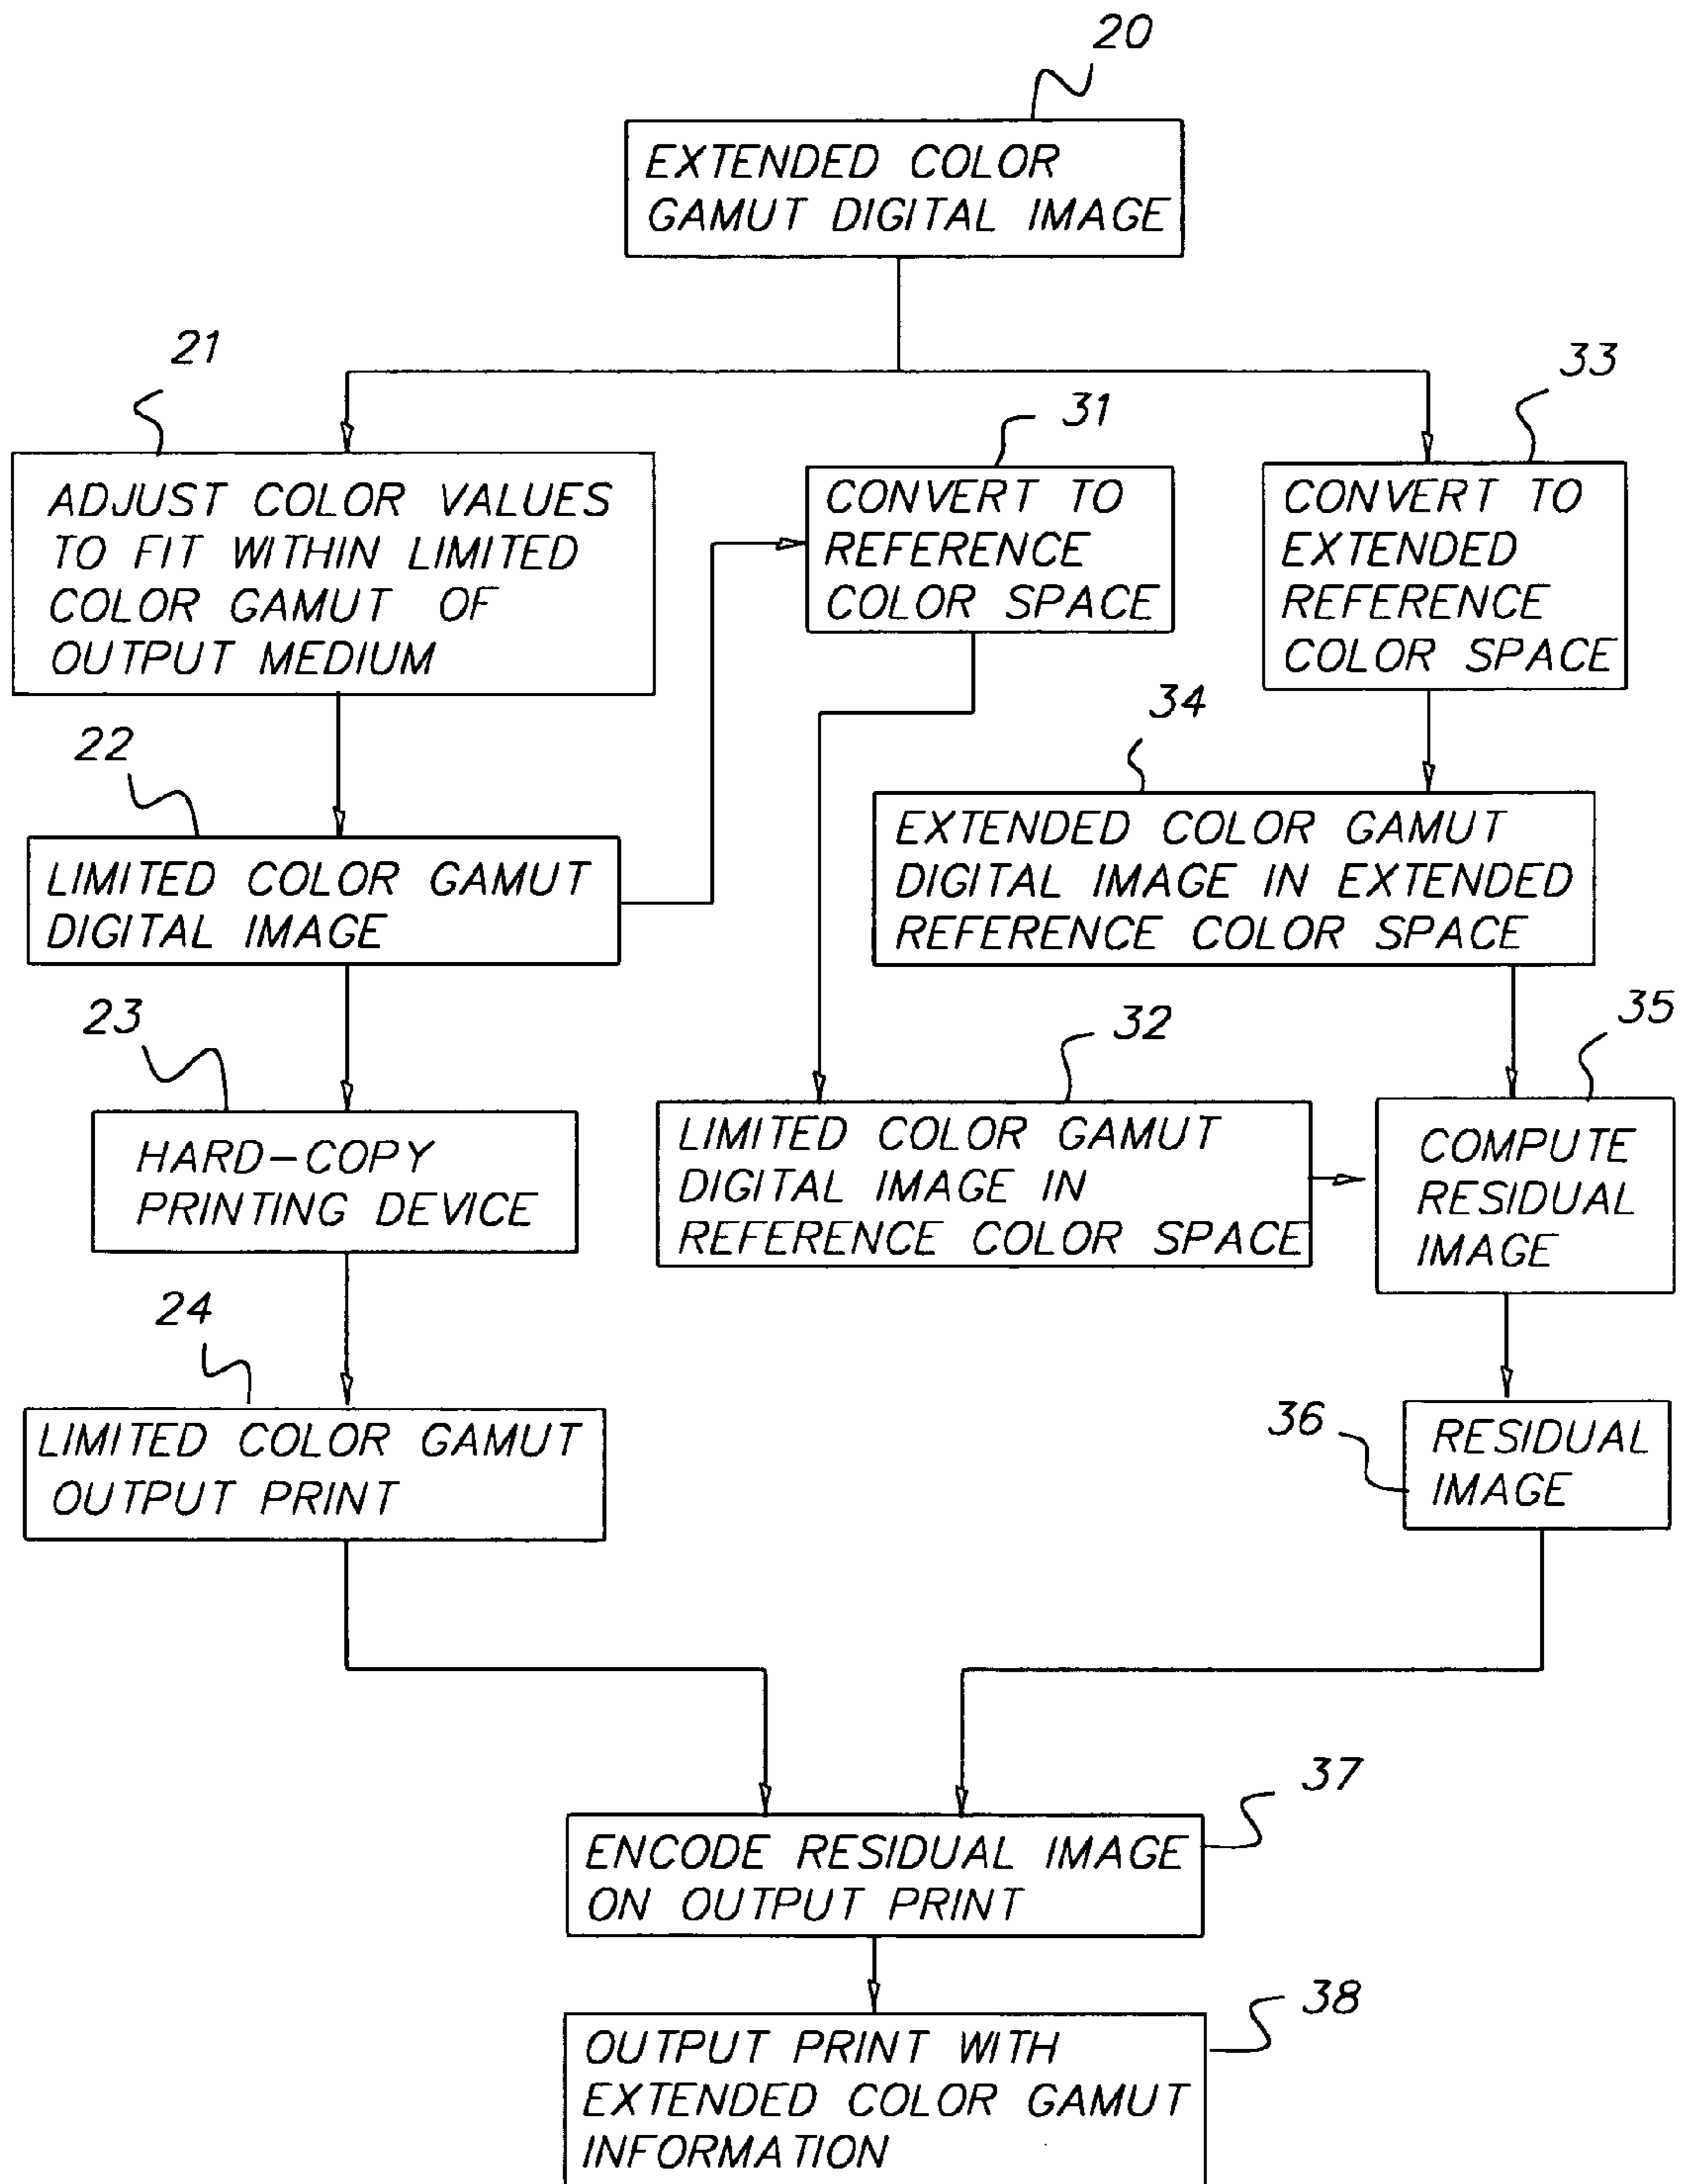 20
EXTENDED COLOR
GAMUT DIGITAL IMAGE
21
ADJUST COLOR VALUES
TO FIT WITHIN LIMITED
COLOR GAMUT OF
OUTPUT MEDIUM
31
CONVERT TO
REFERENCE
COLOR SPACE
33
CONVERT TO
EXTENDED
REFERENCE
COLOR SPACE
22
LIMITED COLOR GAMUT
DIGITAL IMAGE
34
EXTENDED COLOR GAMUT
DIGITAL IMAGE IN EXTENDED
REFERENCE COLOR SPACE
23
HARD-COPY
PRINTING DEVICE
32
LIMITED COLOR GAMUT
DIGITAL IMAGE IN
REFERENCE COLOR SPACE
35
COMPUTE
RESIDUAL
IMAGE
24
LIMITED COLOR GAMUT
OUTPUT PRINT
36
RESIDUAL
IMAGE
37
ENCODE RESIDUAL IMAGE
ON OUTPUT PRINT
38
OUTPUT PRINT WITH
EXTENDED COLOR GAMUT
INFORMATION